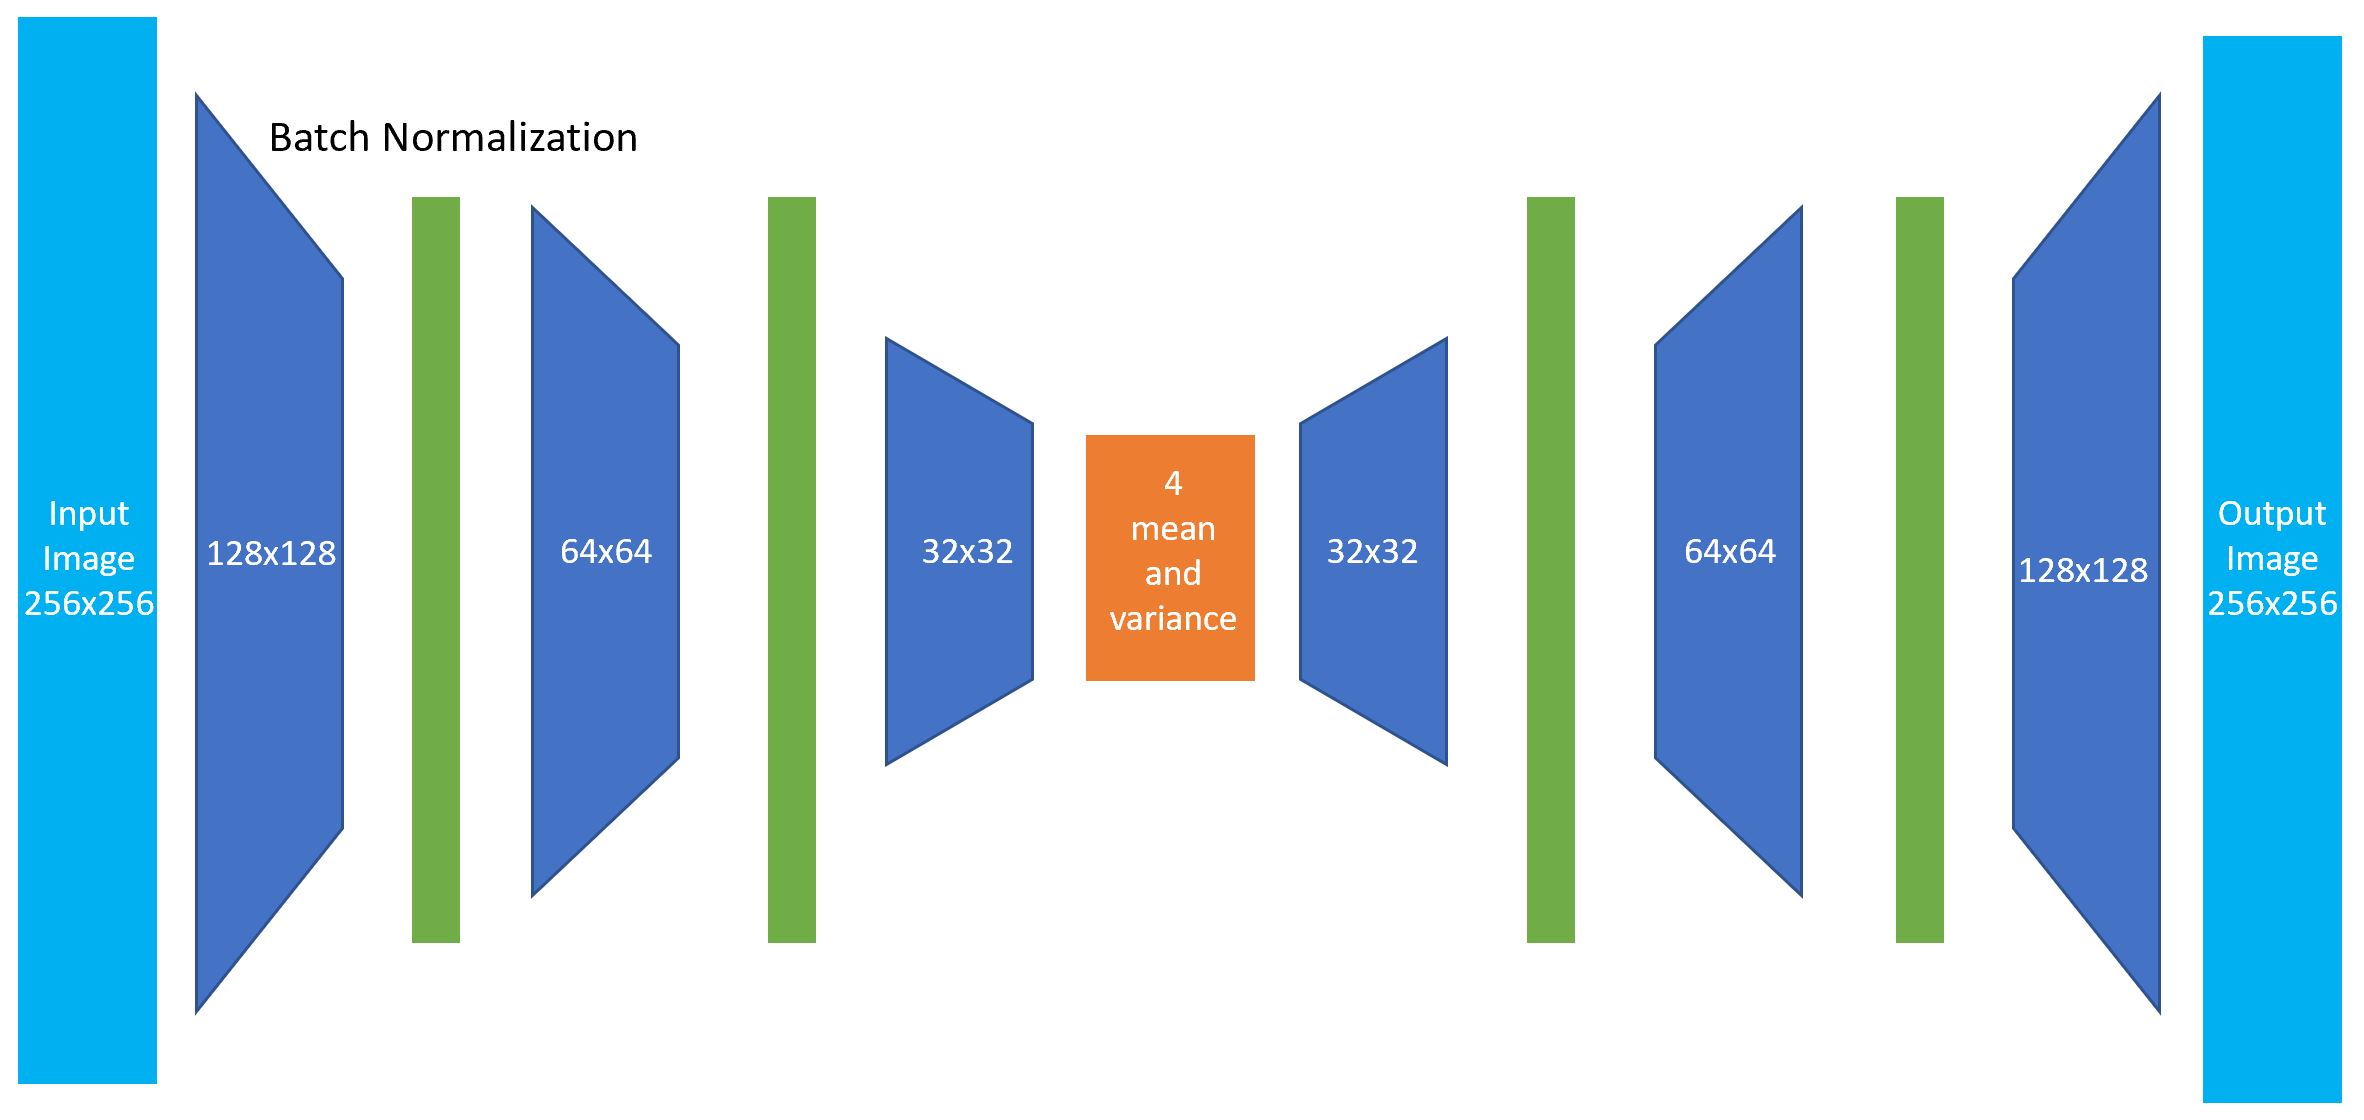 Batch Normalization
Input
Image
256x256
128x128
64x64
32x32
4
mean
and
variance
32x32
64x64
128x128
Output
Image
256x256